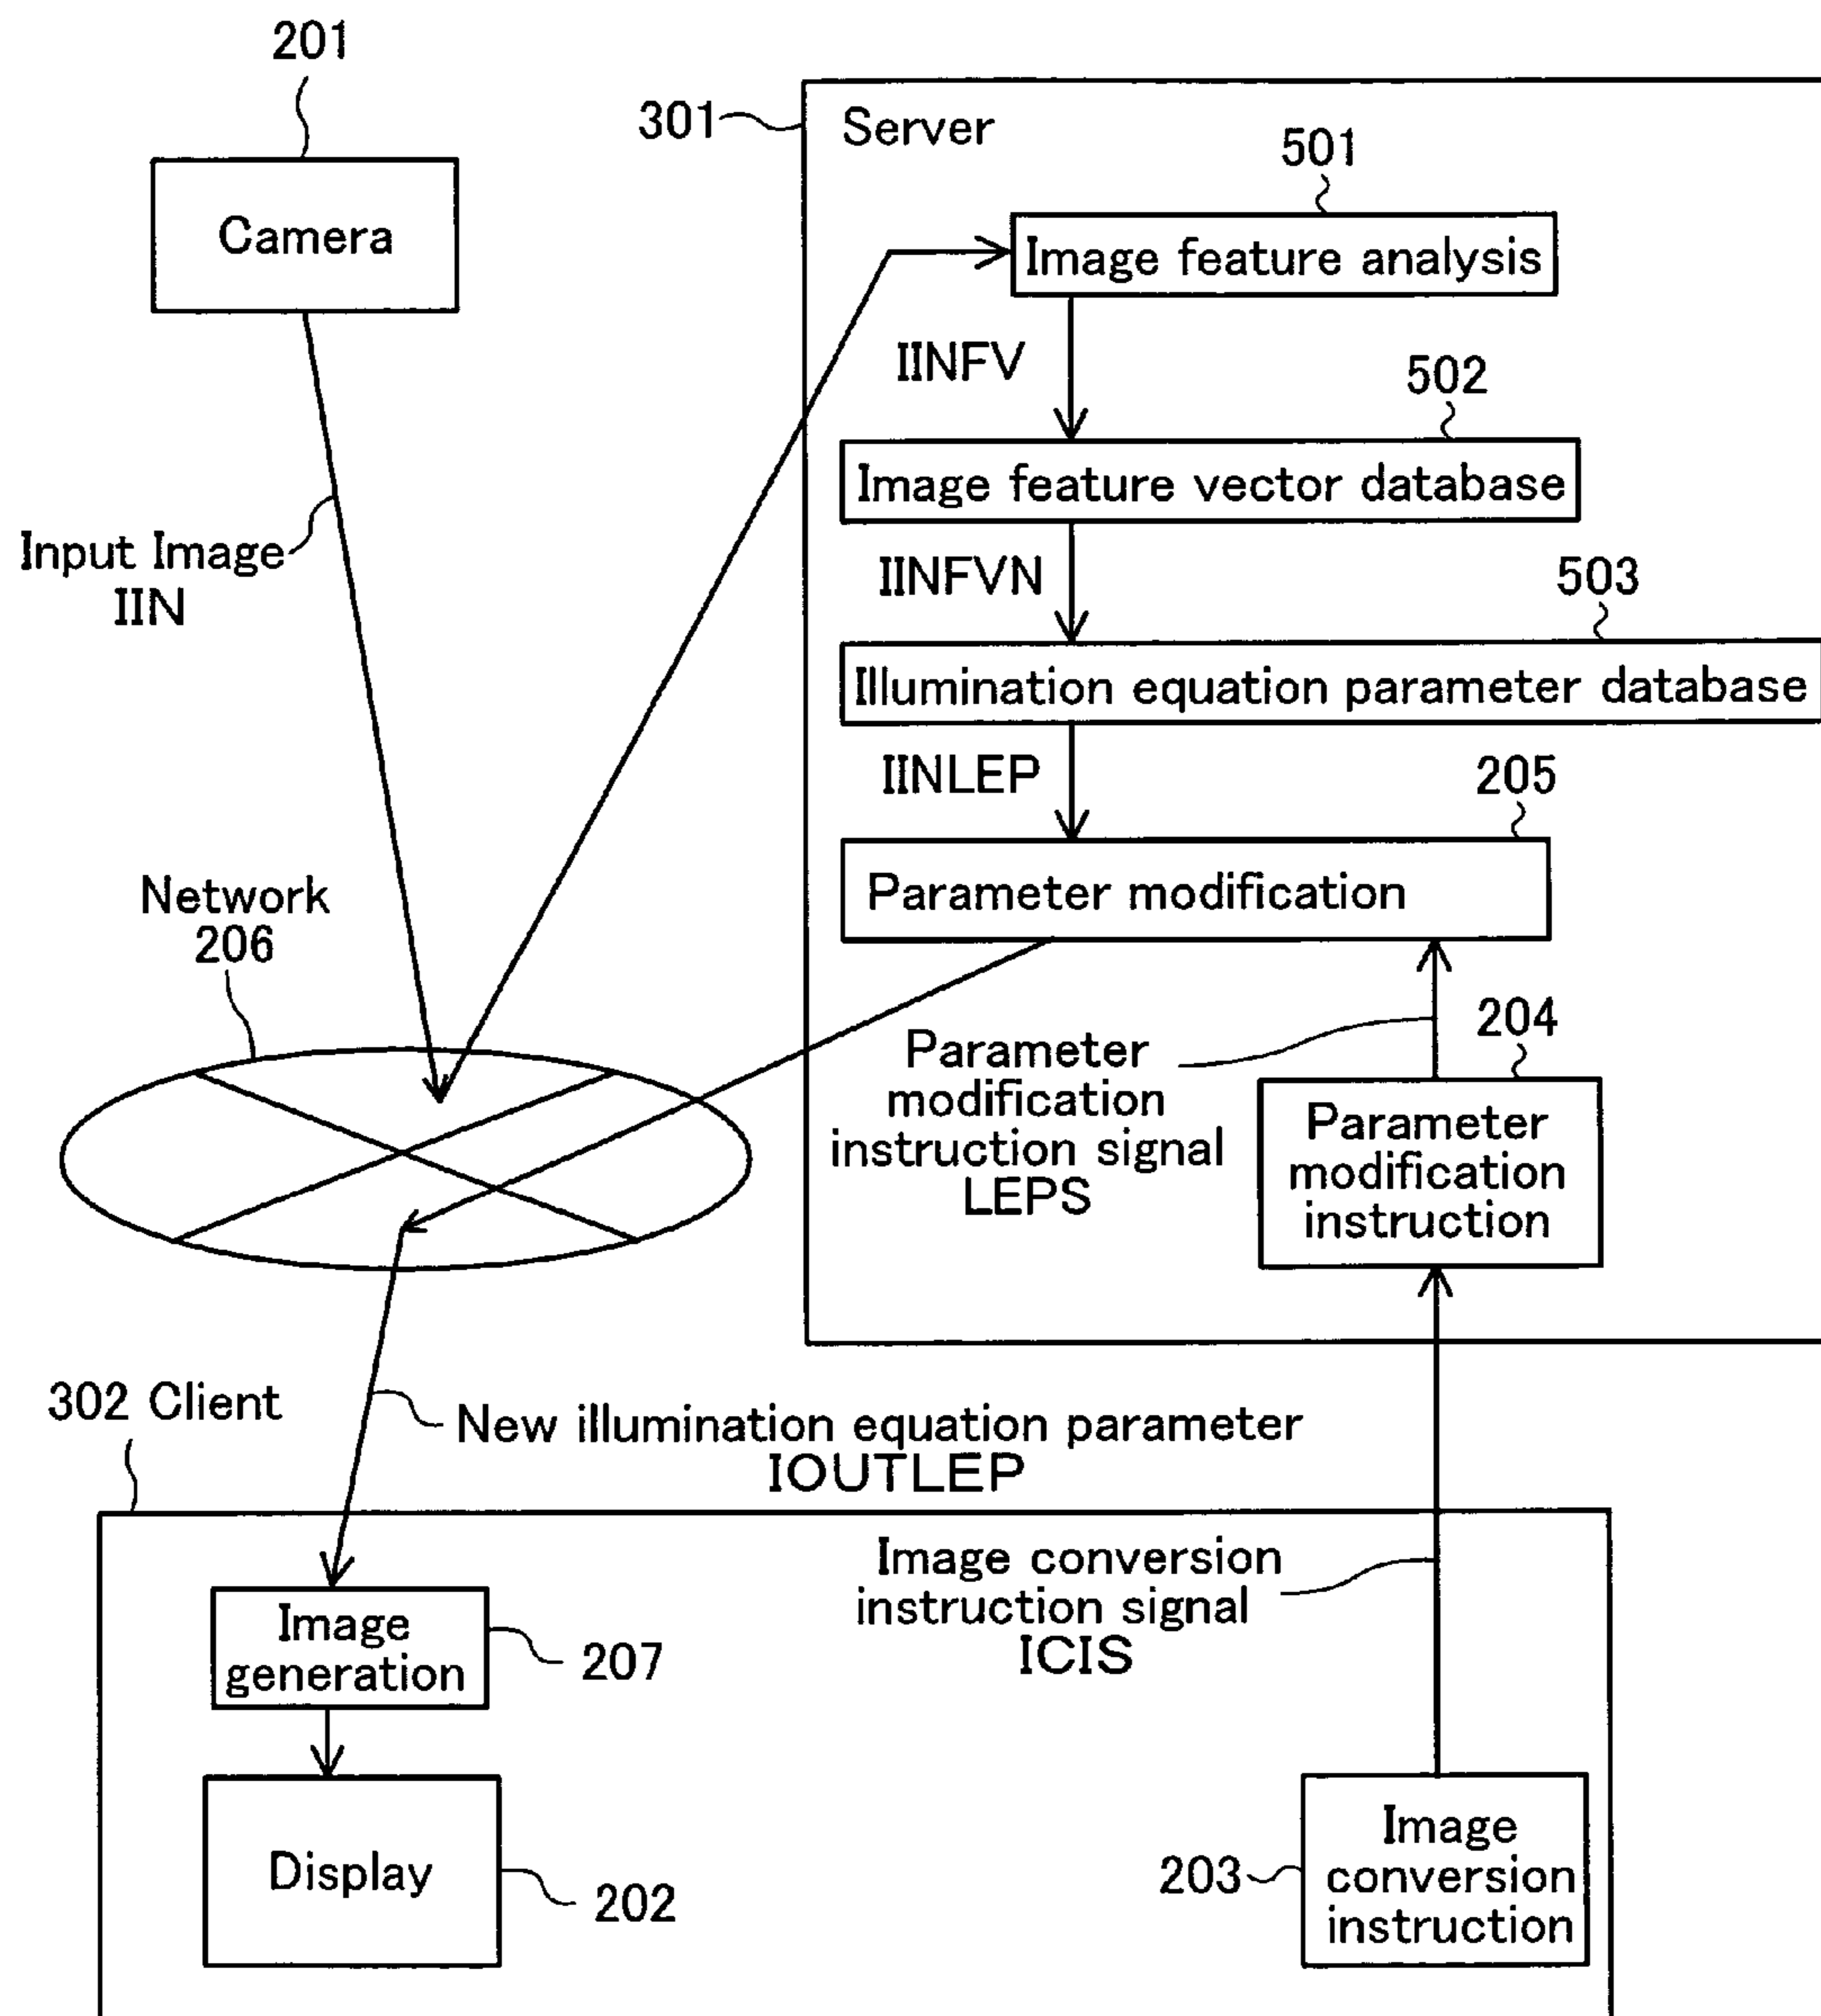 201
Camera
301
Server
501
Image feature analysis
IINFV
502
Image feature vector database
Input Image
IIN
IINFVN
503
Illumination equation parameter database
IINLEP
205
Parameter modification
Network
206
Parameter
modification
instruction signal
LEPS
204
Parameter
modification
instruction
302 Client
New illumination equation parameter
IOUTLEP
Image conversion
instruction signal
ICIS
Image
generation
207
Display
202
203
Image
conversion
instruction